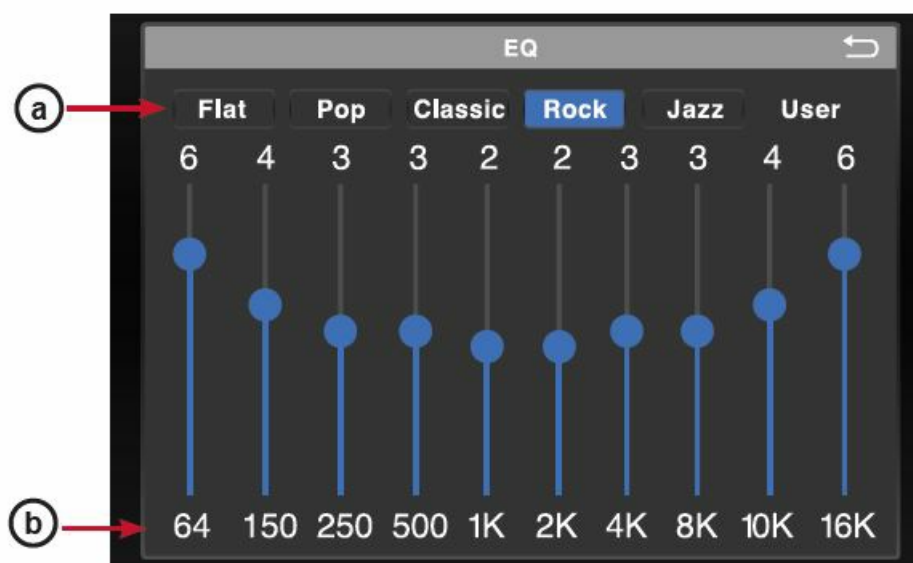 EQ
a
Flat Pop Classic Rock Jazz User
6 4 3 3 2 2 3 3 4 6
b
64 150 250 500 1K 2K 4K 8K 10K 16K